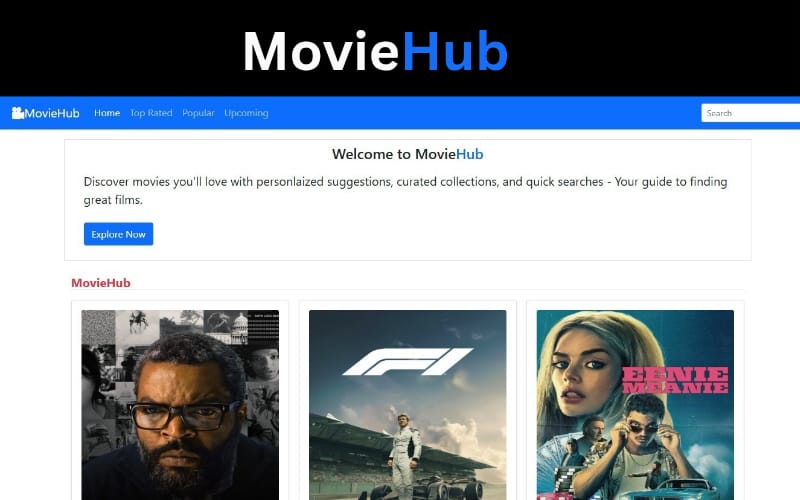 MovieHub
MovieHub
Home
Top Rated
Popular
Upcoming
Search
Welcome to MovieHub
Discover movies you'll love with personlaized suggestions, curated collections, and quick searches - Your guide to finding
great films.
Explore Now
MovieHub
F1
EENIE
MEANIE